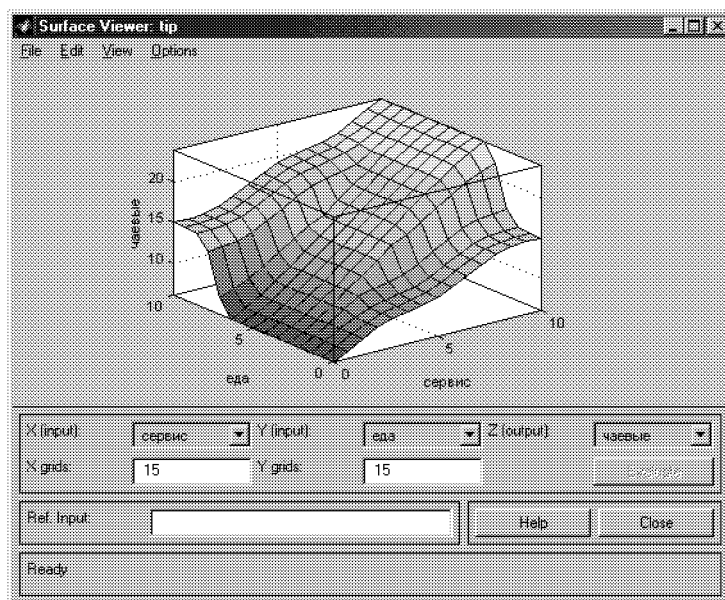 Surface Viewer: tip
File Edit View Options
20
15
10
чаевые
10
5
0
еда
0
5
10
сервис
X (input): сервис Y (input): еда Z (output): чаевые
X grids: 15 Y grids: 15
Ref. Input: Help Close
Ready